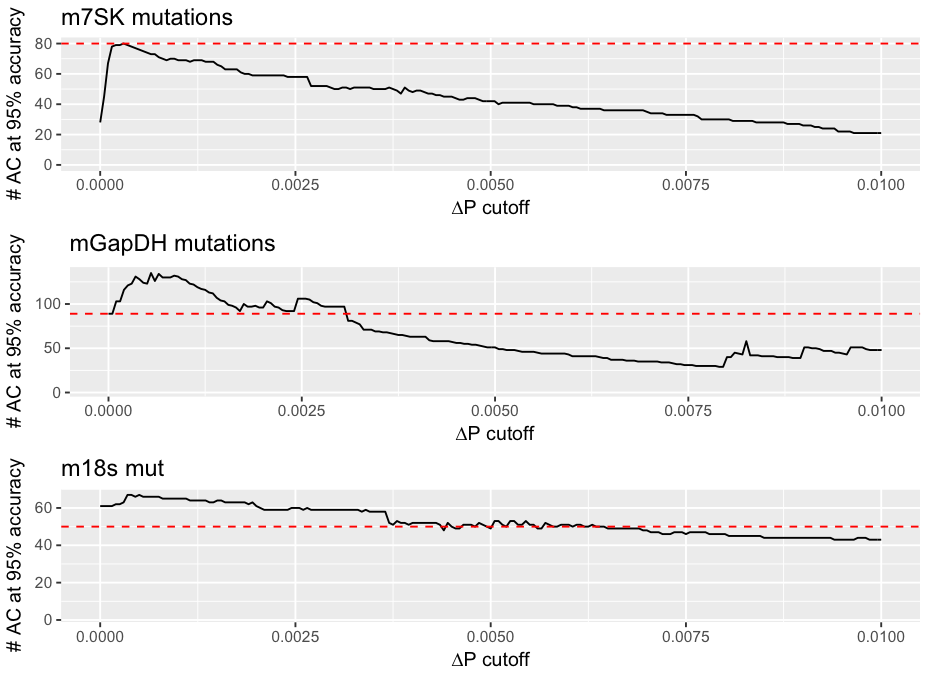 m7SK mutations
# AC at 95% accuracy
80
60
40
20
0
0.0000 0.0025 0.0050 0.0075 0.0100
ΔP cutoff
mGapDH mutations
# AC at 95% accuracy
100
50
0
0.0000 0.0025 0.0050 0.0075 0.0100
ΔP cutoff
m18s mut
# AC at 95% accuracy
60
40
20
0
0.0000 0.0025 0.0050 0.0075 0.0100
ΔP cutoff